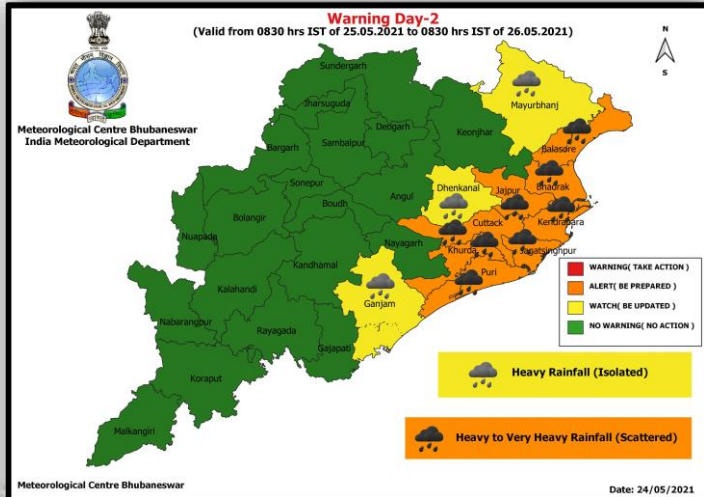 Warning Day-2
(Valid from 0830 hrs IST of 25.05.2021 to 0830 hrs IST of 26.05.2021)
N
S
Meteorological Centre Bhubaneswar
India Meteorological Department
Sundergarh
Jharsuguda
Mayurbhanj
Deogarh
Keonjhar
Sambalpur
Bargarh
Balasore
Bhadrak
Sonepur
Dhenkanal
Jajpur
Angul
Boudh
Kendrapara
Bolangir
Cuttack
Nuapada
Nayagarh
Khurda
Jagatsinghpur
Kandhamal
Puri
Kalahandi
Ganjam
Nabarangpur
Rayagada
Gajapati
Koraput
Malkangiri
WARNING( TAKE ACTION )
ALERT( BE PREPARED )
WATCH( BE UPDATED )
NO WARNING( NO ACTION )
Heavy Rainfall (Isolated)
Heavy to Very Heavy Rainfall (Scattered)
Meteorological Centre Bhubaneswar
Date: 24/05/2021